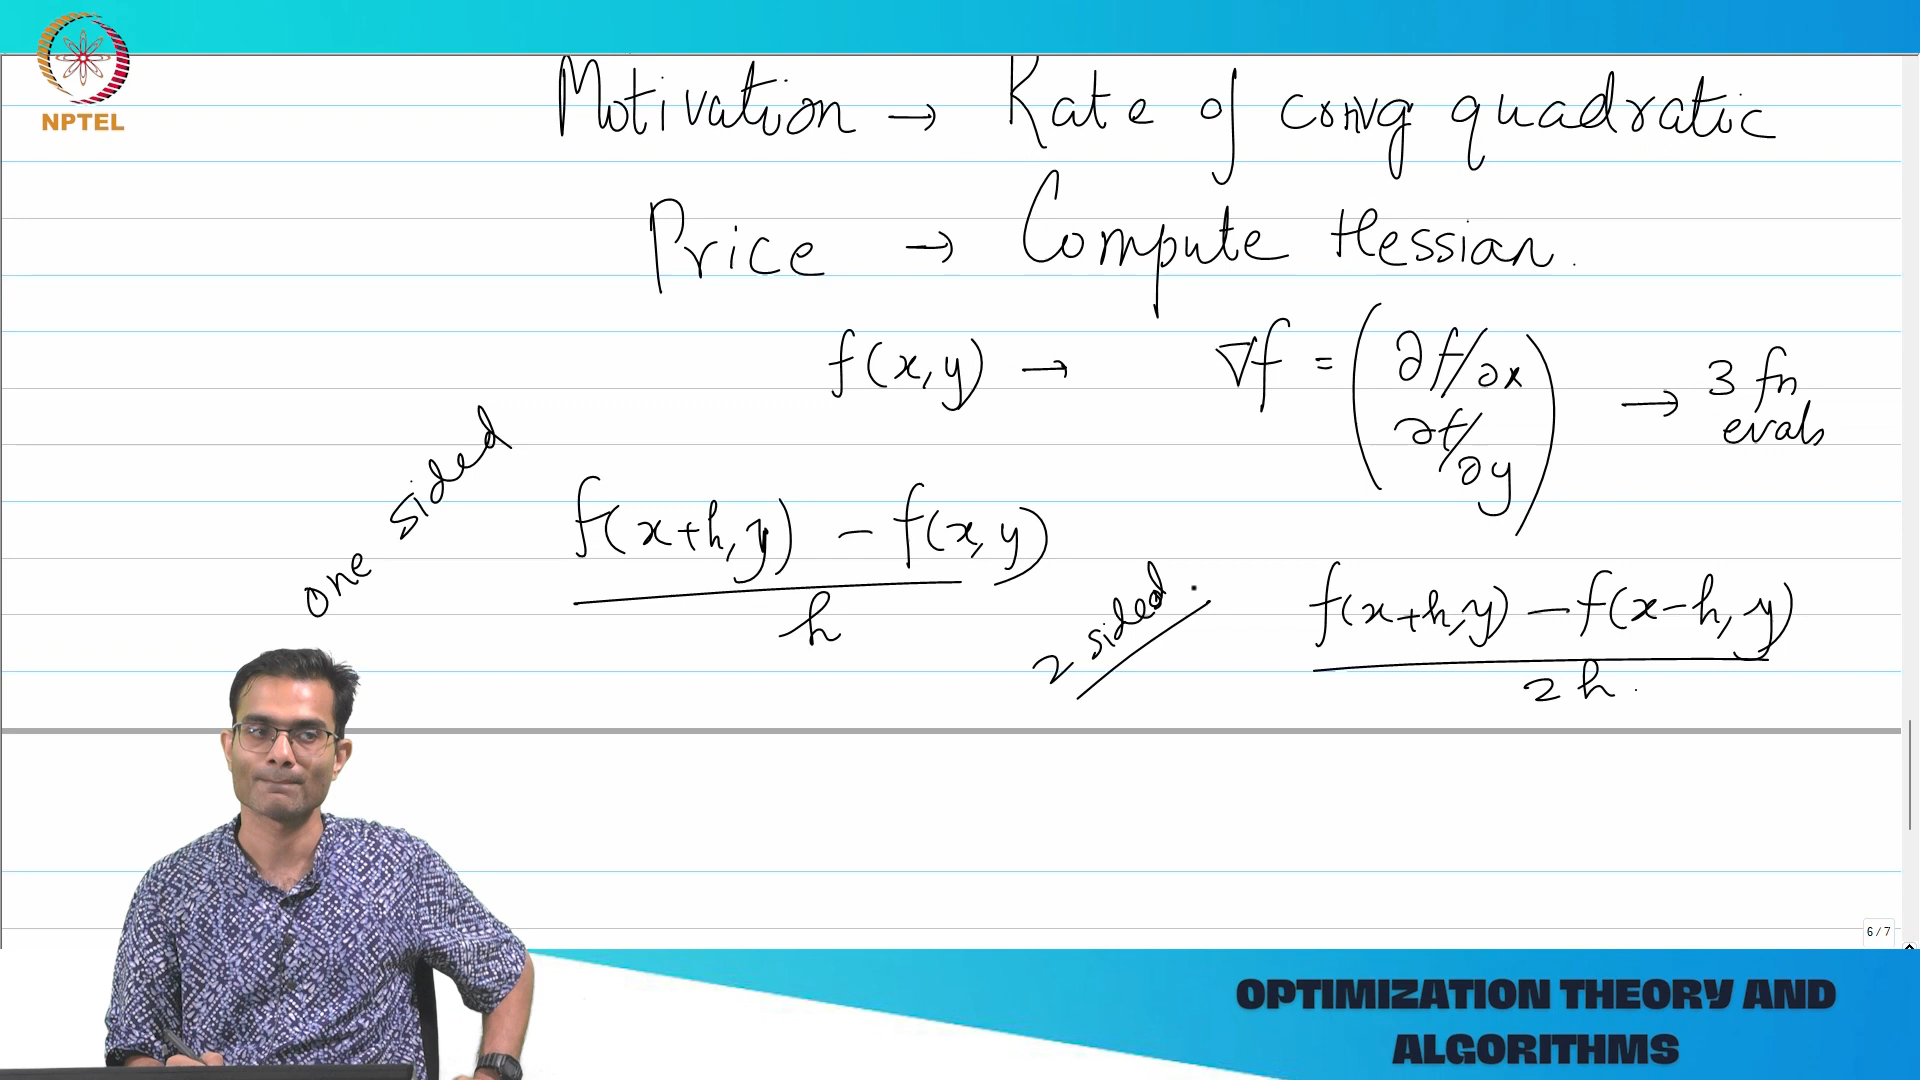 NPTEL
Motivation → Rate of convg quadratic
Price → Compute Hessian.
f(x,y) → ∇f = (∂f/∂x ∂f/∂y) → 3 fn evals
one sided
f(x+h,y) − f(x,y)
h
2 sided.
f(x+h,y) − f(x−h,y)
2h.
6 / 7
OPTIMIZATION THEORY AND
ALGORITHMS